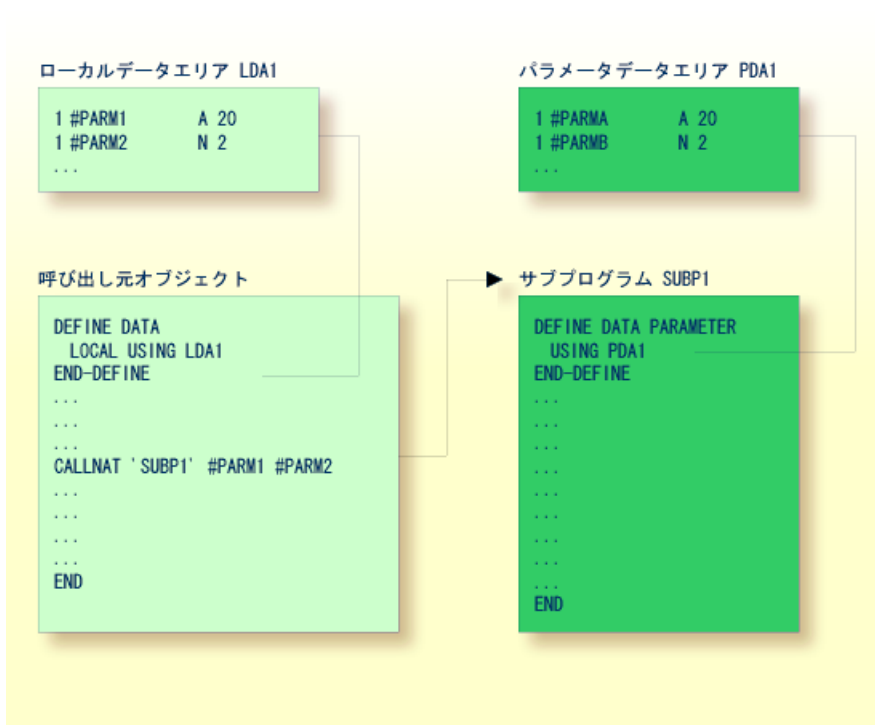 ローカルデータエリア LDA1
1 #PARM1 A 20
1 #PARM2 N 2
...
パラメータデータエリア PDA1
1 #PARMA A 20
1 #PARMB N 2
...
呼び出し元オブジェクト
DEFINE DATA
LOCAL USING LDA1
END-DEFINE
...
...
...
CALLNAT 'SUBP1' #PARM1 #PARM2
...
...
...
...
END
サブプログラム SUBP1
DEFINE DATA PARAMETER
USING PDA1
END-DEFINE
...
...
...
...
...
...
...
...
...
END